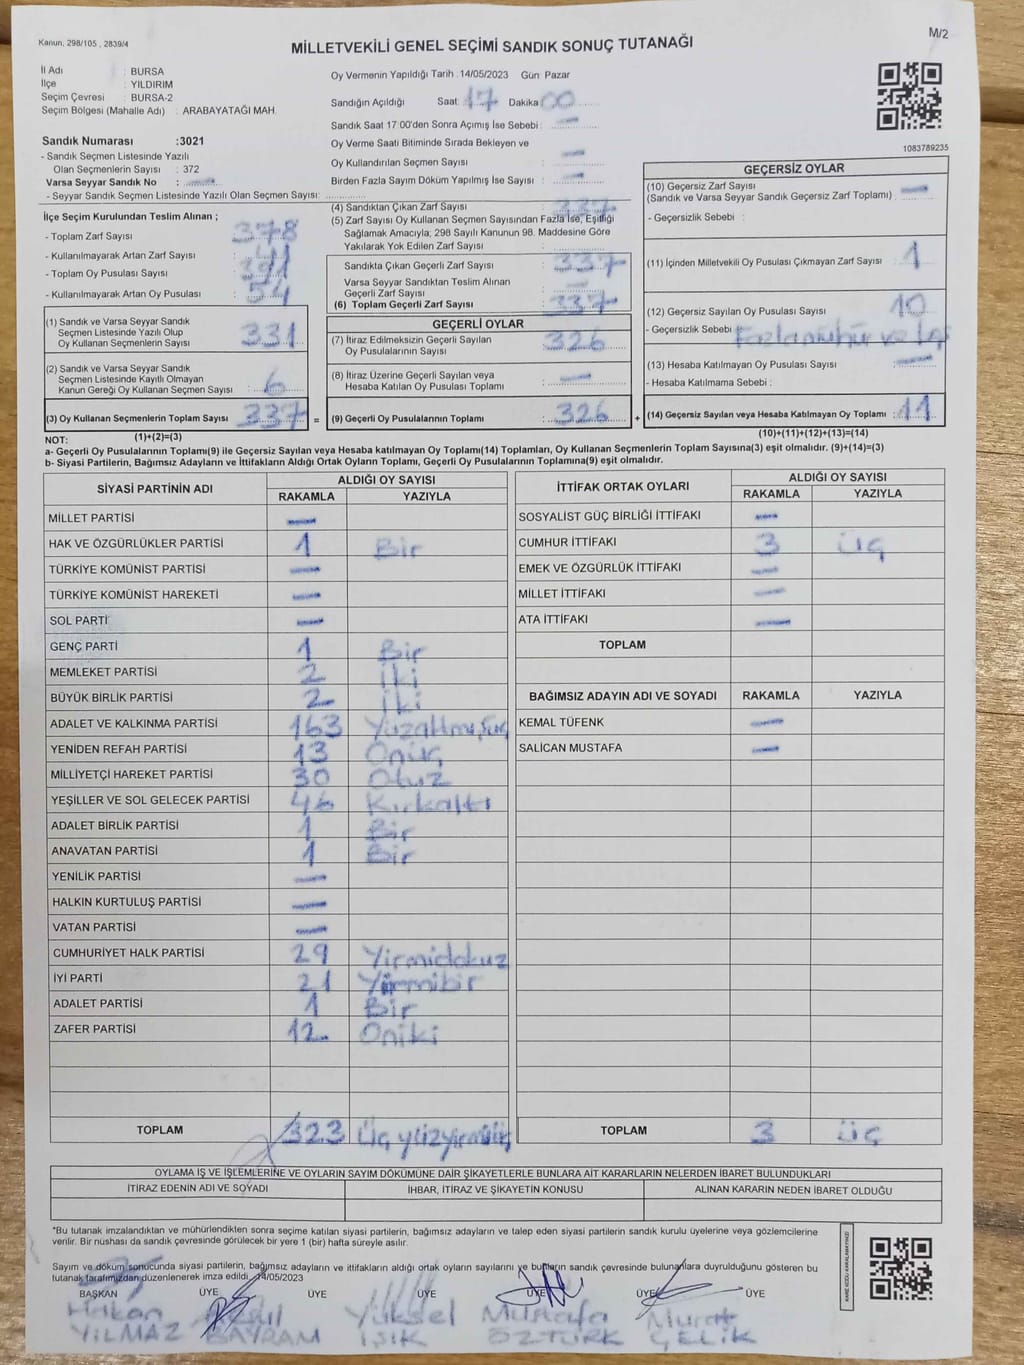 Kanun, 298/105 , 2839/4
M/2
MİLLETVEKİLİ GENEL SEÇİMİ SANDIK SONUÇ TUTANAĞI
İl Adı : BURSA
İlçe : YILDIRIM
Seçim Çevresi : BURSA-2
Seçim Bölgesi (Mahalle Adı) : ARABAYATAĞI MAH.
Sandık Numarası :3021
- Sandık Seçmen Listesinde Yazılı
Olan Seçmenlerin Sayısı : 372
Varsa Seyyar Sandık No : —
- Seyyar Sandık Seçmen Listesinde Yazılı Olan Seçmen Sayısı:
Oy Vermenin Yapıldığı Tarih :14/05/2023 Gün: Pazar
Sandığın Açıldığı Saat: 17 Dakika 00
Sandık Saat 17:00'den Sonra Açımış İse Sebebi : —
Oy Verme Saati Bitiminde Sırada Bekleyen ve
Oy Kullandırılan Seçmen Sayısı : —
Birden Fazla Sayım Döküm Yapılmış İse Sayısı : —
1083789235
İlçe Seçim Kurulundan Teslim Alınan ;
- Toplam Zarf Sayısı : 378
- Kullanılmayarak Artan Zarf Sayısı : 41
- Toplam Oy Pusulası Sayısı : 391
- Kullanılmayarak Artan Oy Pusulası : 54
(1) Sandık ve Varsa Seyyar Sandık
Seçmen Listesinde Yazılı Olup
Oy Kullanan Seçmenlerin Sayısı : 331
(2) Sandık ve Varsa Seyyar Sandık
Seçmen Listesinde Kayıtlı Olmayan
Kanun Gereği Oy Kullanan Seçmen Sayısı : 6
(3) Oy Kullanan Seçmenlerin Toplam Sayısı : 337 =
(1)+(2)=(3)
(4) Sandıktan Çıkan Zarf Sayısı : 337
(5) Zarf Sayısı Oy Kullanan Seçmen Sayısından Fazla İse, Eşitliği
Sağlamak Amacıyla; 298 Sayılı Kanunun 98. Maddesine Göre
Yakılarak Yok Edilen Zarf Sayısı :
Sandıkta Çıkan Geçerli Zarf Sayısı : 337
Varsa Seyyar Sandıktan Teslim Alınan
Geçerli Zarf Sayısı : —
(6) Toplam Geçerli Zarf Sayısı : 337
GEÇERLİ OYLAR
(7) İtiraz Edilmeksizin Geçerli Sayılan
Oy Pusulalarının Sayısı : 326
(8) İtiraz Üzerine Geçerli Sayılan veya
Hesaba Katılan Oy Pusulası Toplamı : —
(9) Geçerli Oy Pusulalarının Toplamı : 326 +
GEÇERSİZ OYLAR
(10) Geçersiz Zarf Sayısı
(Sandık ve Varsa Seyyar Sandık Geçersiz Zarf Toplamı) : —
- Geçersizlik Sebebi :
(11) İçinden Milletvekili Oy Pusulası Çıkmayan Zarf Sayısı : 1
(12) Geçersiz Sayılan Oy Pusulası Sayısı : 10
- Geçersizlik Sebebi : Fazla mühür ve
(13) Hesaba Katılmayan Oy Pusulası Sayısı : —
- Hesaba Katılmama Sebebi :
(14) Geçersiz Sayılan veya Hesaba Katılmayan Oy Toplamı : 11
(10)+(11)+(12)+(13)=(14)
NOT:
a- Geçerli Oy Pusulalarının Toplamı(9) ile Geçersiz Sayılan veya Hesaba katılmayan Oy Toplamı(14) Toplamları, Oy Kullanan Seçmenlerin Toplam Sayısına(3) eşit olmalıdır. (9)+(14)=(3)
b- Siyasi Partilerin, Bağımsız Adayların ve İttifakların Aldığı Ortak Oyların Toplamı, Geçerli Oy Pusulalarının Toplamına(9) eşit olmalıdır.
SİYASİ PARTİNİN ADI ALDIĞI OY SAYISI
RAKAMLA YAZIYLA
MİLLET PARTİSİ —
HAK VE ÖZGÜRLÜKLER PARTİSİ 1 Bir
TÜRKİYE KOMÜNİST PARTİSİ —
TÜRKİYE KOMÜNİST HAREKETİ —
SOL PARTİ —
GENÇ PARTİ 1 Bir
MEMLEKET PARTİSİ 2 İki
BÜYÜK BİRLİK PARTİSİ 2 İki
ADALET VE KALKINMA PARTİSİ 163 Yüzaltmışüç
YENİDEN REFAH PARTİSİ 13 Onüç
MİLLİYETÇİ HAREKET PARTİSİ 30 Otuz
YEŞİLLER VE SOL GELECEK PARTİSİ 46 Kırkaltı
ADALET BİRLİK PARTİSİ 1 Bir
ANAVATAN PARTİSİ 1 Bir
YENİLİK PARTİSİ —
HALKIN KURTULUŞ PARTİSİ —
VATAN PARTİSİ —
CUMHURİYET HALK PARTİSİ 29 Yirmidokuz
İYİ PARTİ 21 Yirmibir
ADALET PARTİSİ 1 Bir
ZAFER PARTİSİ 12 Oniki
TOPLAM 323 Üç yüzyirmiüç
İTTİFAK ORTAK OYLARI ALDIĞI OY SAYISI
RAKAMLA YAZIYLA
SOSYALİST GÜÇ BİRLİĞİ İTTİFAKI —
CUMHUR İTTİFAKI 3 üç
EMEK VE ÖZGÜRLÜK İTTİFAKI —
MİLLET İTTİFAKI —
ATA İTTİFAKI —
TOPLAM
BAĞIMSIZ ADAYIN ADI VE SOYADI RAKAMLA YAZIYLA
KEMAL TÜFENK —
SALİCAN MUSTAFA —
TOPLAM 3 üç
OYLAMA İŞ VE İŞLEMLERİNE VE OYLARIN SAYIM DÖKÜMÜNE DAİR ŞİKAYETLERLE BUNLARA AİT KARARLARIN NELERDEN İBARET BULUNDUKLARI
İTİRAZ EDENİN ADI VE SOYADI İHBAR, İTİRAZ VE ŞİKAYETİN KONUSU ALINAN KARARIN NEDEN İBARET OLDUĞU
"Bu tutanak imzalandıktan ve mühürlendikten sonra seçime katılan siyasi partilerin, bağımsız adayların ve talep eden siyasi partilerin sandık kurulu üyelerine veya gözlemcilerine
verilir. Bir nüshası da sandık çevresinde görülecek bir yere 1 (bir) hafta süreyle asılır.
Sayım ve döküm sonucunda siyasi partilerin, bağımsız adayların ve ittifakların aldığı ortak oyların sayılarını ve bunların sandık çevresinde bulunanlara duyrulduğunu gösteren bu
tutanak tarafımızdan düzenlenerek imza edildi. 14/05/2023
BAŞKAN ÜYE ÜYE ÜYE ÜYE ÜYE ÜYE
Hakan Yüksel Mustafa Murat
YILMAZ BAYRAM IŞIK ÖZTÜRK ÇELİK